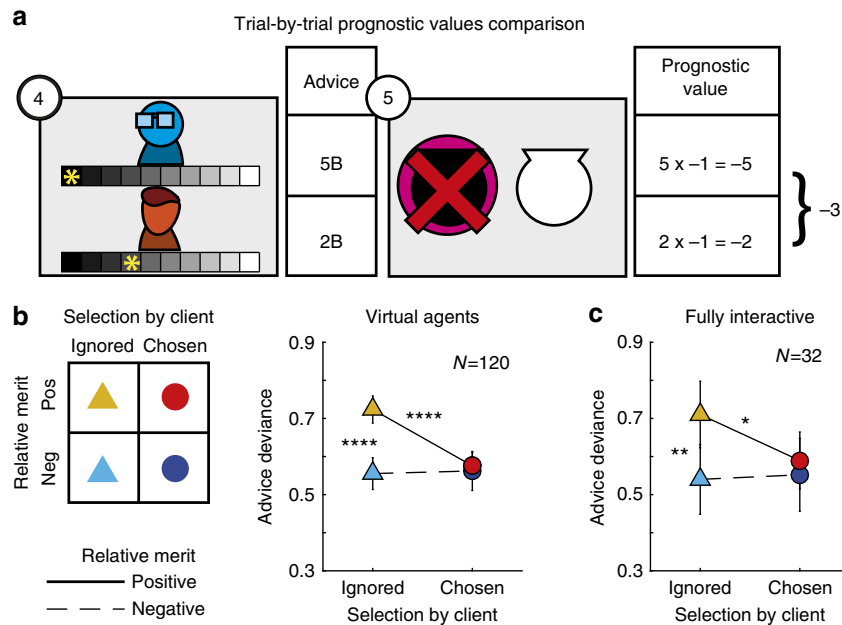 a
Trial-by-trial prognostic values comparison
4
*
*
Advice
5B
2B
5
Prognostic
value
5 x –1 = –5
2 x –1 = –2
} –3
b
Selection by client
Ignored Chosen
Relative merit
Pos
Neg
Relative merit
Positive
Negative
Virtual agents
N=120
Advice deviance
0.9
0.7
0.5
0.3
****
****
Ignored Chosen
Selection by client
c
Fully interactive
N=32
Advice deviance
0.9
0.7
0.5
0.3
*
**
Ignored Chosen
Selection by client